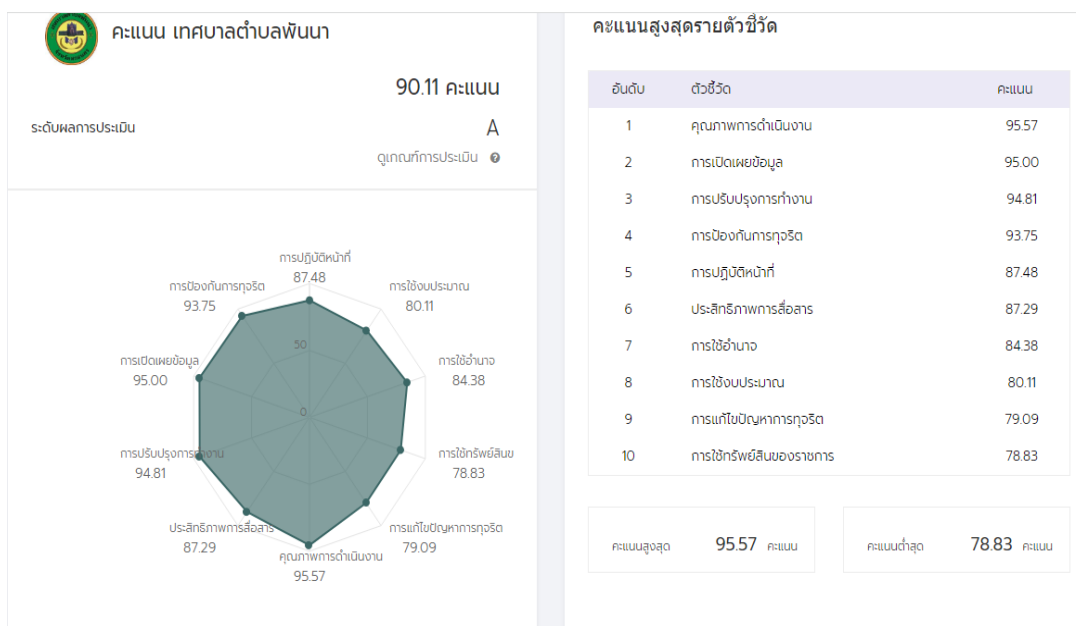 คะแนน เทศบาลตำบลพันนา
90.11 คะแนน
ระดับผลการประเมิน A
ดูเกณฑ์การประเมิน ?
การปฏิบัติหน้าที่
87.48
การป้องกันการทุจริต
93.75
การใช้งบประมาณ
80.11
50
การเปิดเผยข้อมูล
95.00
การใช้อำนาจ
84.38
0
การปรับปรุงการทำงาน
94.81
การใช้ทรัพย์สินข
78.83
ประสิทธิภาพการสื่อสาร
87.29
การแก้ไขปัญหาการทุจริต
79.09
คุณภาพการดำเนินงาน
95.57
คะแนนสูงสุดรายตัวชี้วัด
อันดับ ตัวชี้วัด คะแนน
1 คุณภาพการดำเนินงาน 95.57
2 การเปิดเผยข้อมูล 95.00
3 การปรับปรุงการทำงาน 94.81
4 การป้องกันการทุจริต 93.75
5 การปฏิบัติหน้าที่ 87.48
6 ประสิทธิภาพการสื่อสาร 87.29
7 การใช้อำนาจ 84.38
8 การใช้งบประมาณ 80.11
9 การแก้ไขปัญหาการทุจริต 79.09
10 การใช้ทรัพย์สินของราชการ 78.83
คะแนนสูงสุด 95.57 คะแนน
คะแนนต่ำสุด 78.83 คะแนน